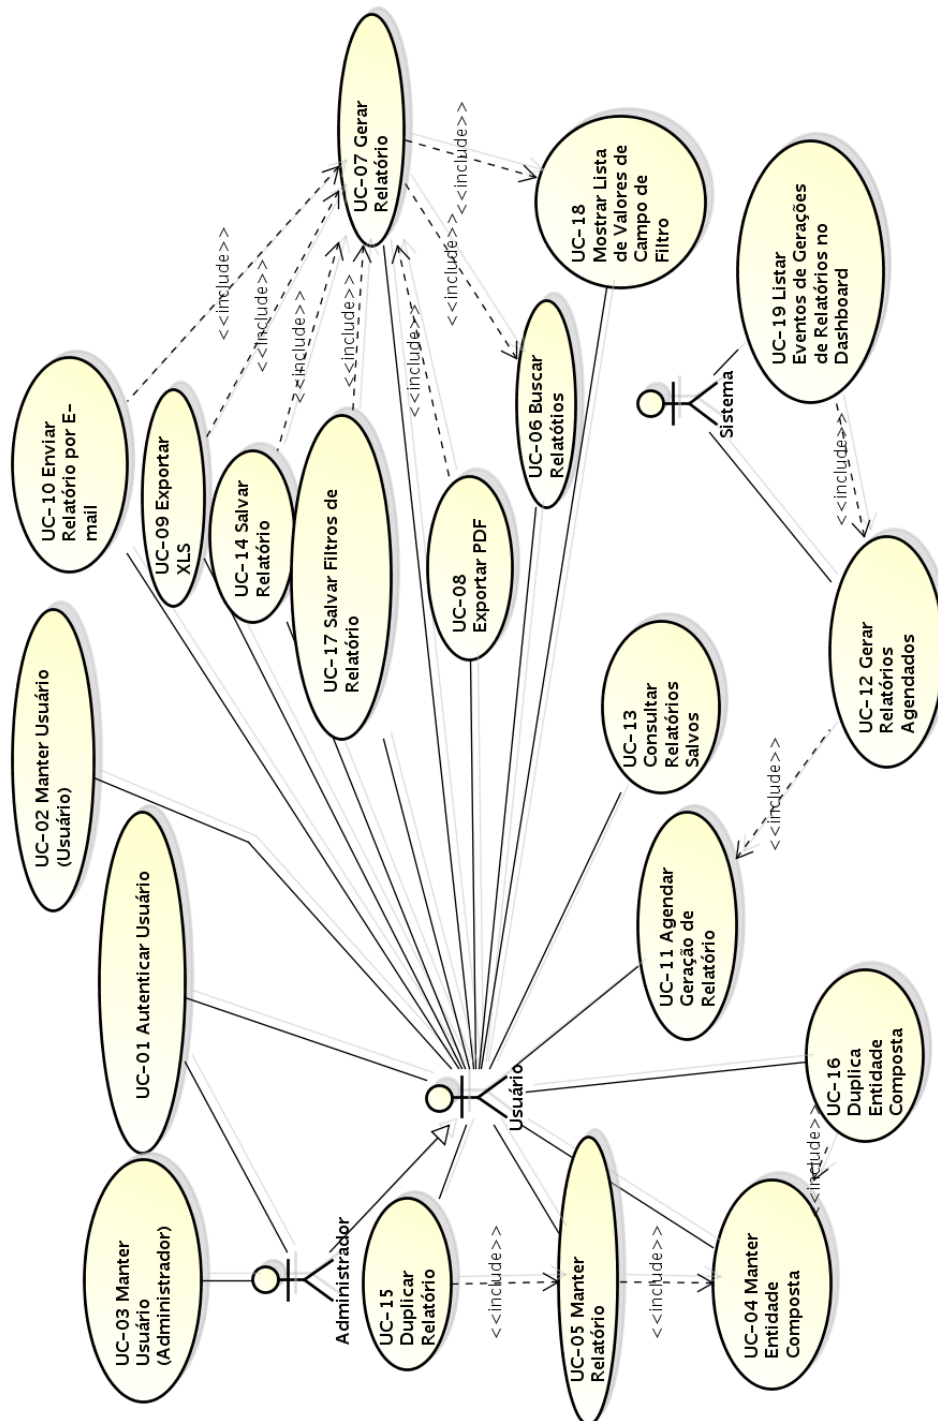 UC-03 Manter
Usuário
(Administrador)
UC-01 Autenticar Usuário
UC-02 Manter Usuário
(Usuário)
UC-10 Enviar
Relatório por E-
mail
UC-09 Exportar
XLS
UC-14 Salvar
Relatório
UC-17 Salvar Filtros de
Relatório
UC-08
Exportar PDF
UC-07 Gerar
Relatório
<<include>>
<<include>>
<<include>>
<<include>>
<<include>>
<<include>>
<<include>>
Administrador
UC-15
Duplicar
Relatório
<<include>>
Usuário
UC-06 Buscar
Relatótios
UC-18
Mostrar Lista
de Valores de
Campo de
Filtro
UC-05 Manter
Relatório
<<include>>
UC-13
Consultar
Relatórios
Salvos
UC-11 Agendar
Geração de
Relatório
Sistema
<<include>>
UC-04 Manter
Entidade
Composta
<<include>>
UC-16
Duplica
Entidade
Composta
UC-19 Listar
Eventos de Gerações
de Relatórios no
Dashboard
<<include>>
UC-12 Gerar
Relatórios
Agendados